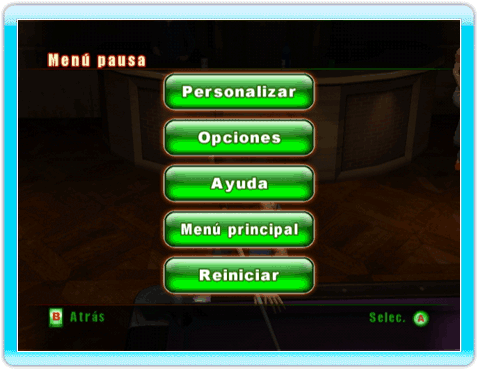 Menú pausa
Personalizar
Opciones
Ayuda
Menú principal
Reiniciar
B Atrás
Selec. A